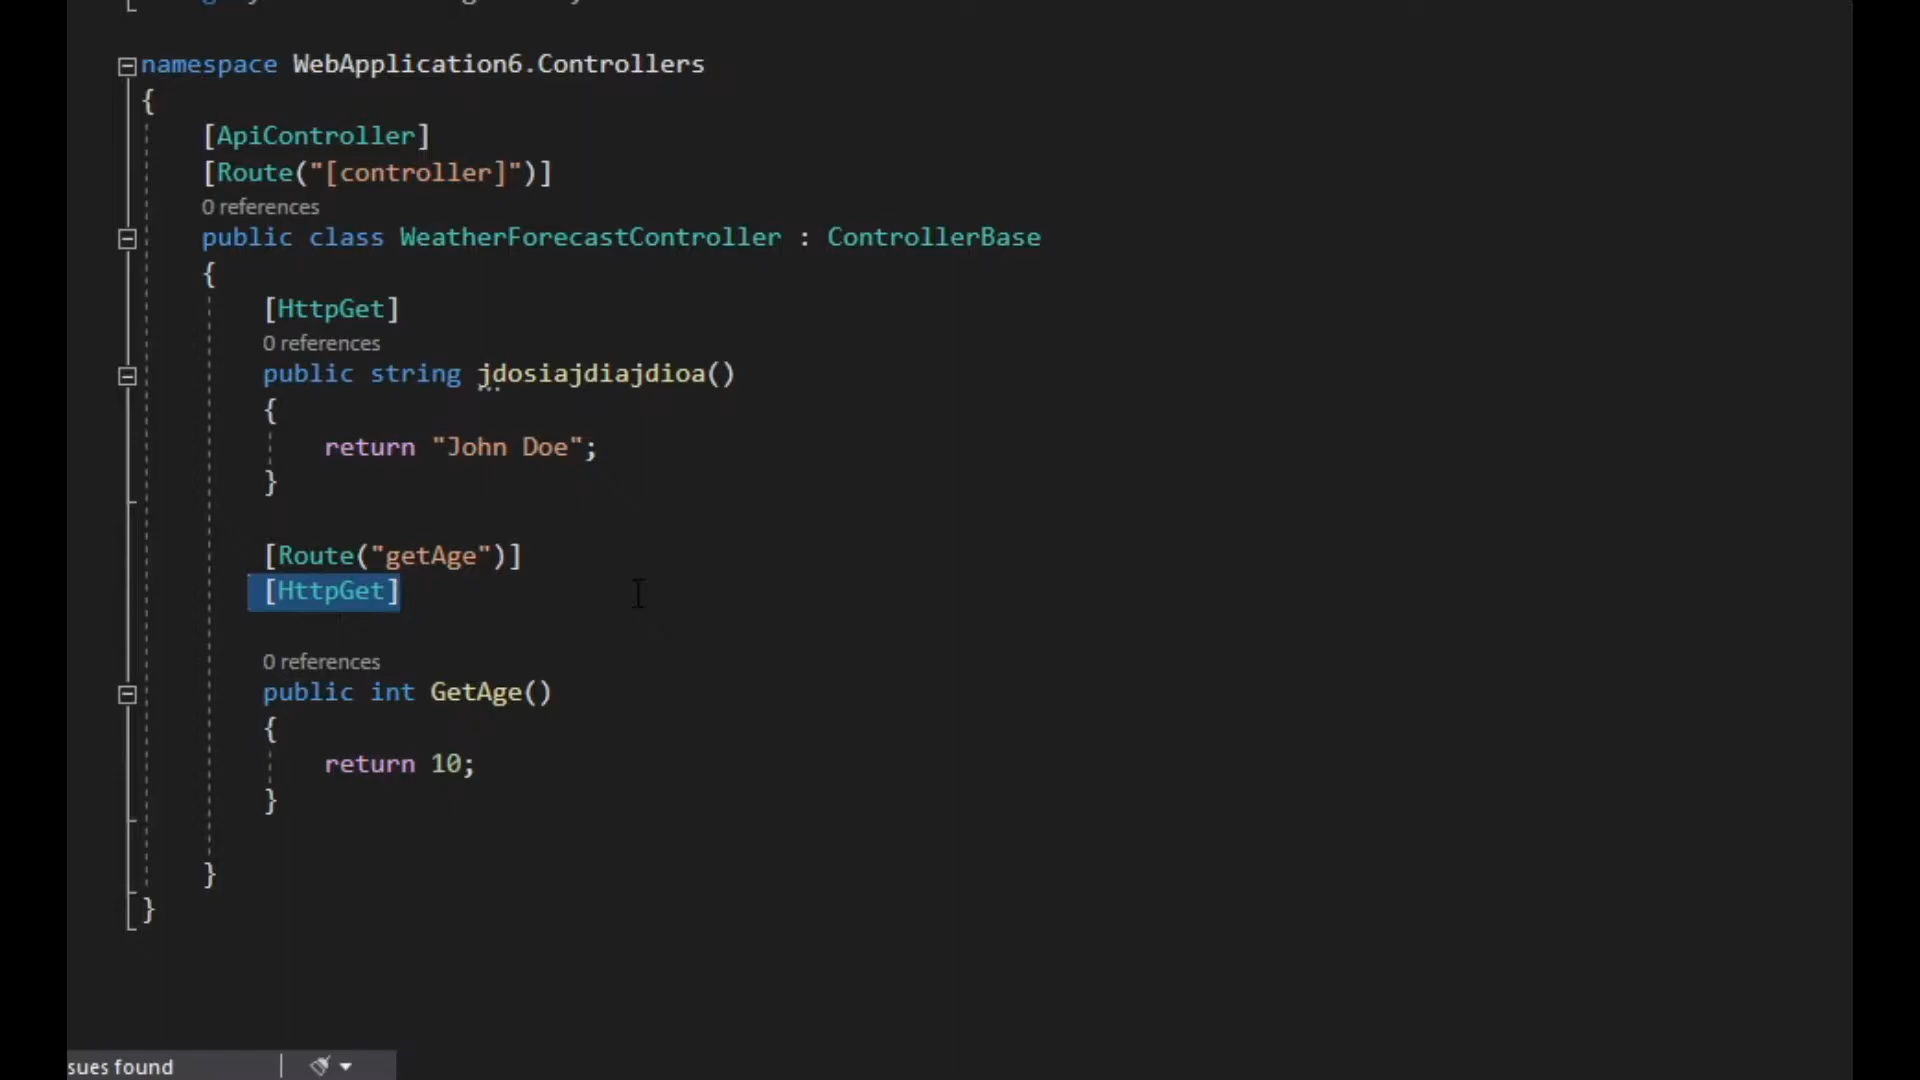 namespace WebApplication6.Controllers
{
[ApiController]
[Route("[controller]")]
0 references
public class WeatherForecastController : ControllerBase
{
[HttpGet]
0 references
public string jdosiajdiajdioa()
{
return "John Doe";
}
[Route("getAge")]
[HttpGet]
0 references
public int GetAge()
{
return 10;
}
}
}
sues found